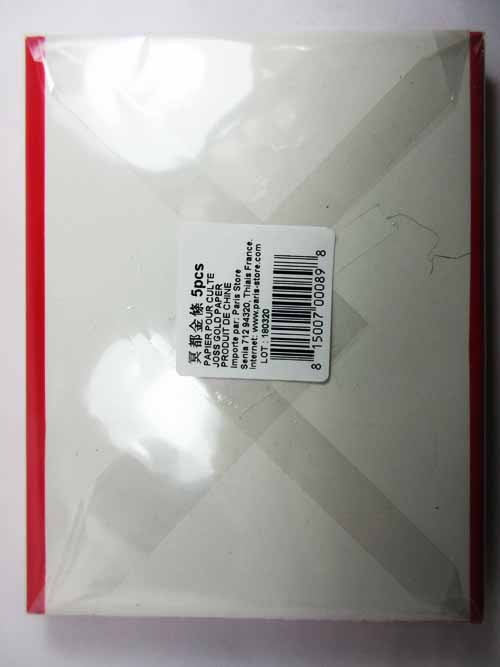 冥都金條 5pcs
PAPIER POUR CULTE
JOSS GOLD PAPER
PRODUIT DE CHINE
Importe par: Paris Store
Senia 712 94320, Thiais France.
Internet: www.paris-store.com
LOT : 180320
8 15007 00089 8